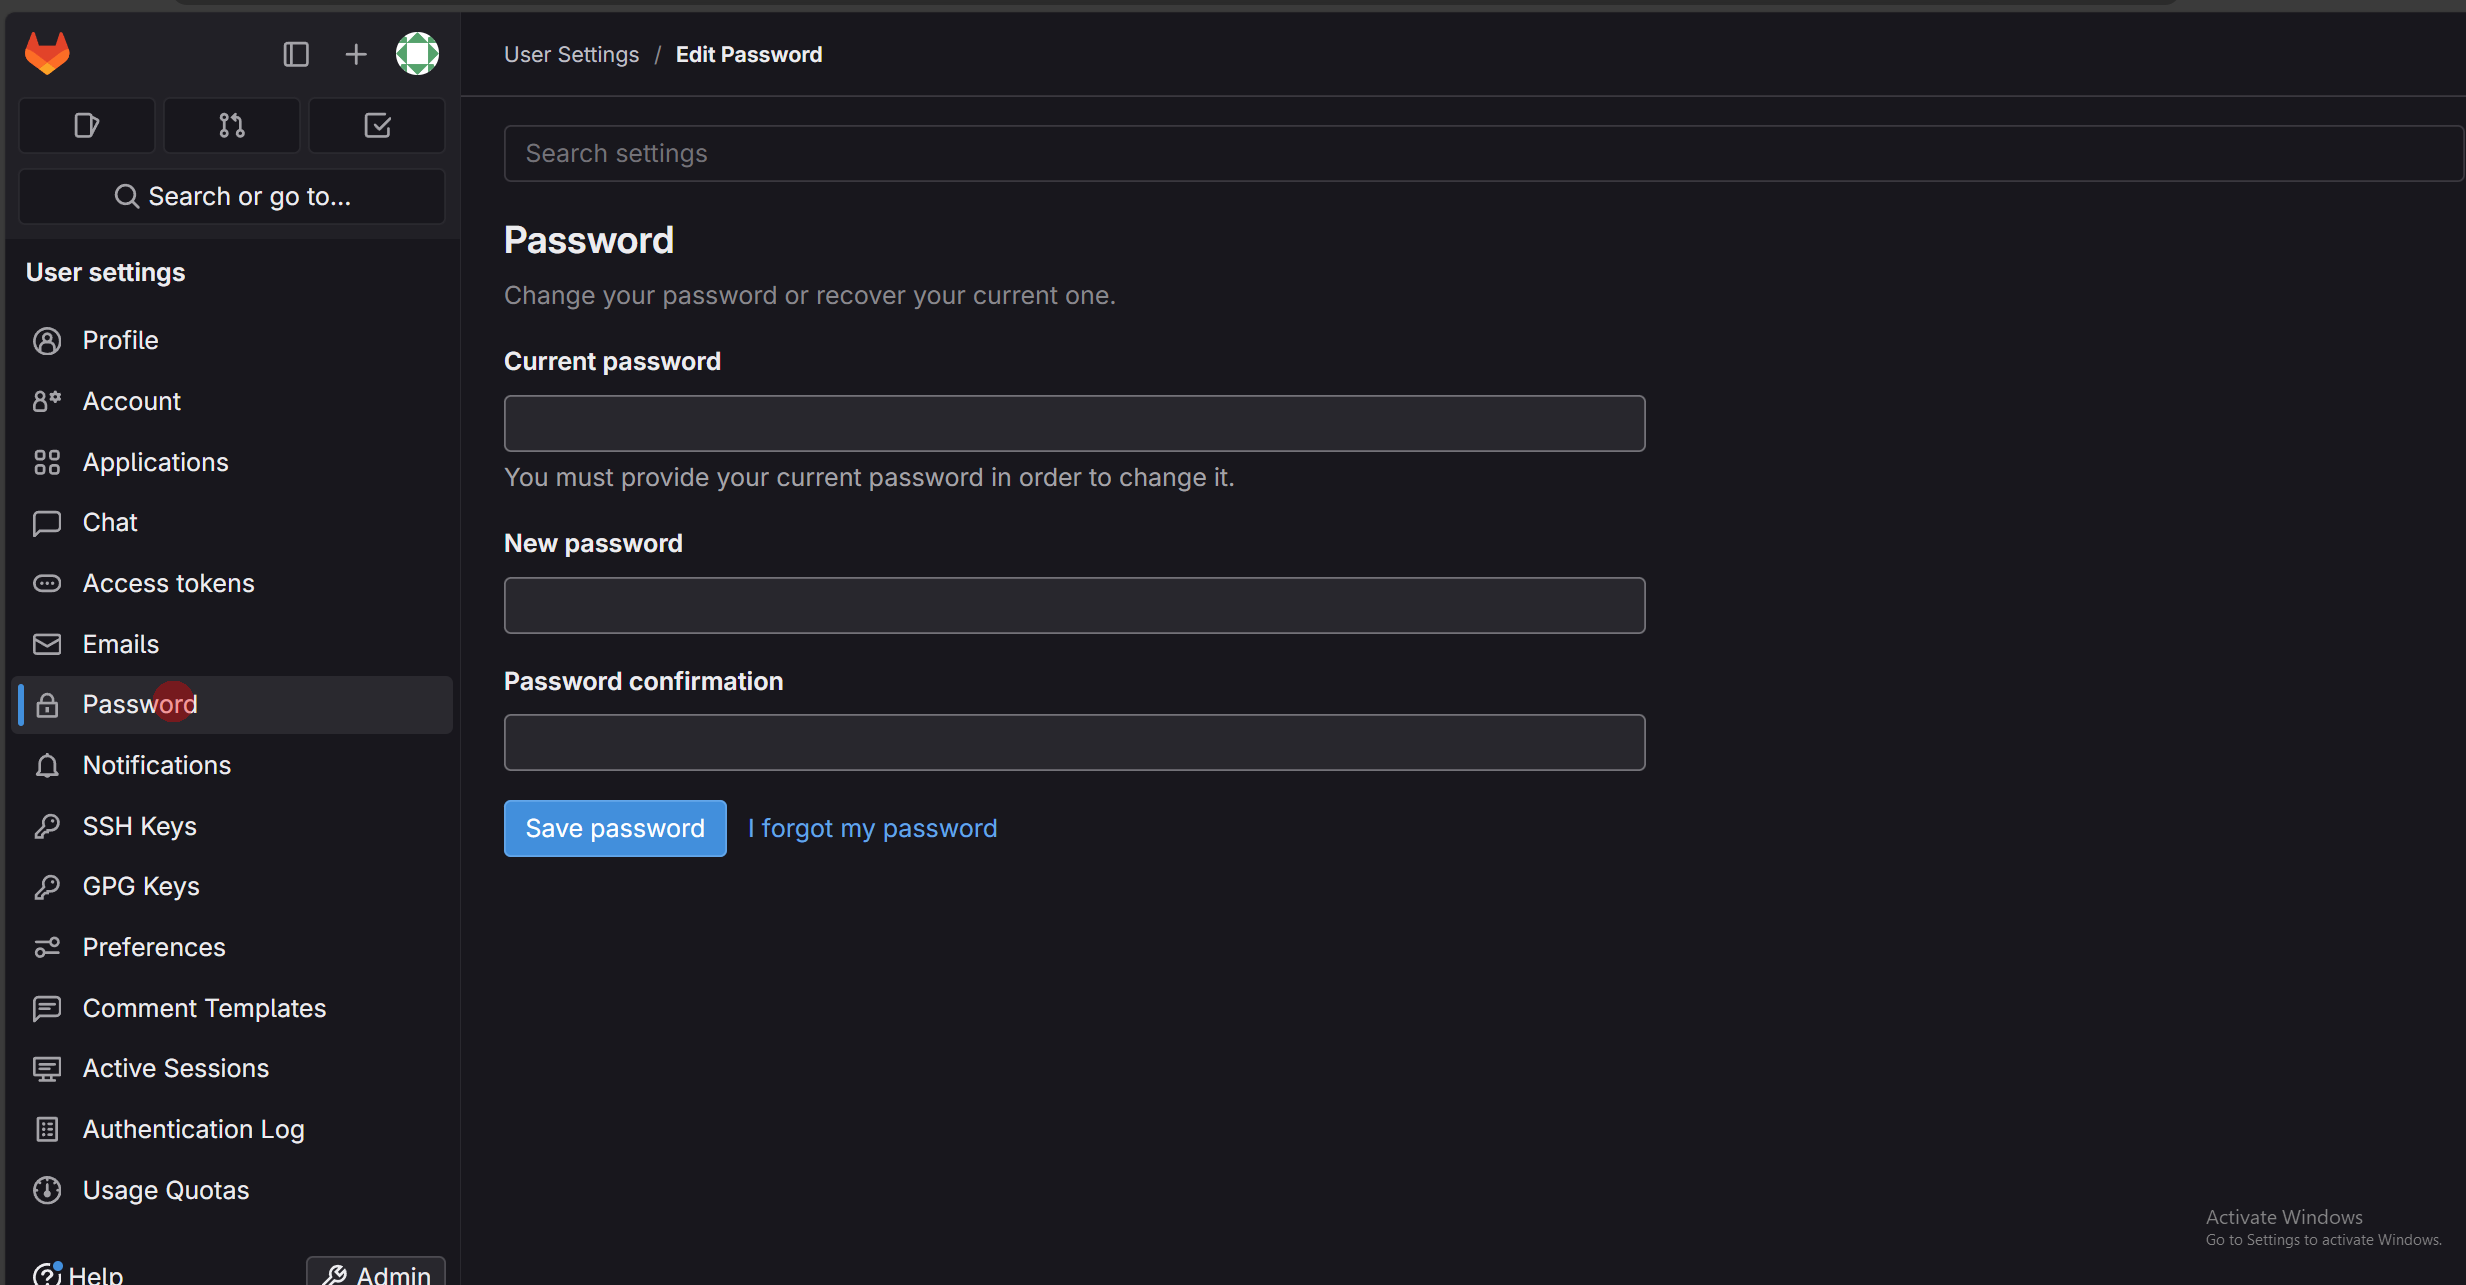 User Settings / Edit Password
Search or go to...
User settings
Profile
Account
Applications
Chat
Access tokens
Emails
Password
Notifications
SSH Keys
GPG Keys
Preferences
Comment Templates
Active Sessions
Authentication Log
Usage Quotas
Help
Admin
Search settings
Password
Change your password or recover your current one.
Current password
You must provide your current password in order to change it.
New password
Password confirmation
Save password
I forgot my password
Activate Windows
Go to Settings to activate Windows.